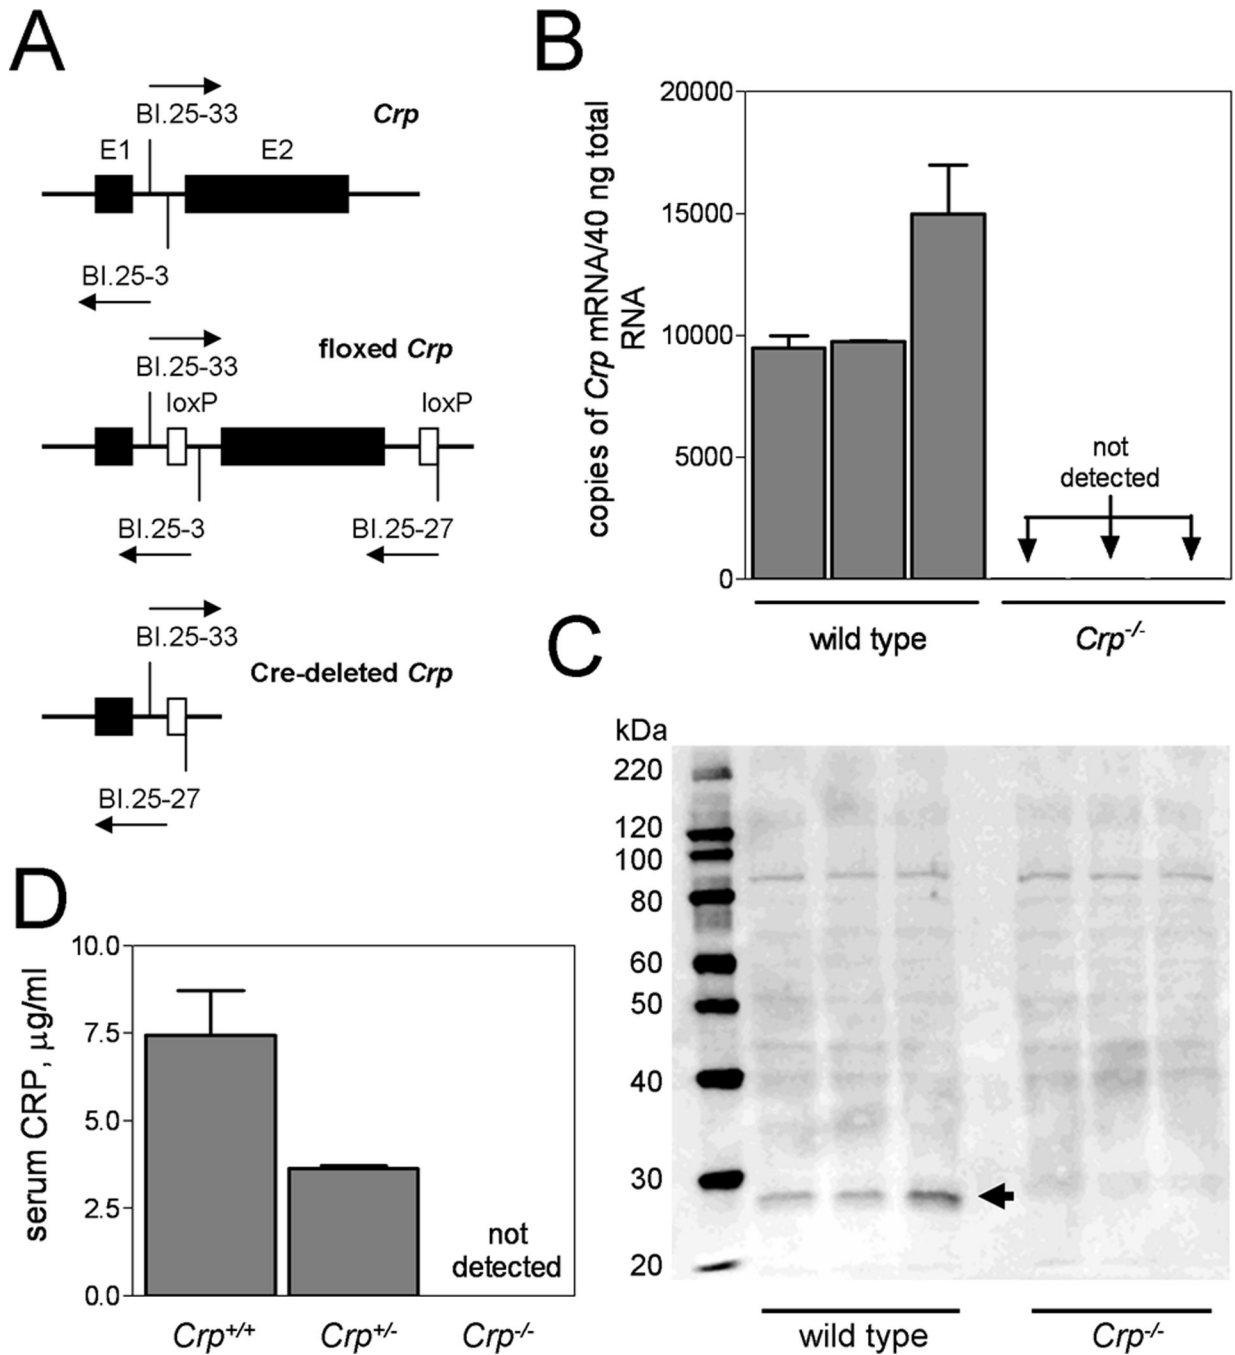 A
BI.25-33
Crp
E1
E2
BI.25-3
floxed Crp
BI.25-33
loxP
loxP
BI.25-3
BI.25-27
BI.25-33
Cre-deleted Crp
BI.25-27
B
copies of Crp mRNA/40 ng total
RNA
20000
15000
10000
5000
0
not
detected
wild type
Crp-/-
C
kDa
220
120
100
80
60
50
40
30
20
wild type
Crp-/-
D
serum CRP, µg/ml
10.0
7.5
5.0
2.5
0.0
not
detected
Crp+/+
Crp+/-
Crp-/-